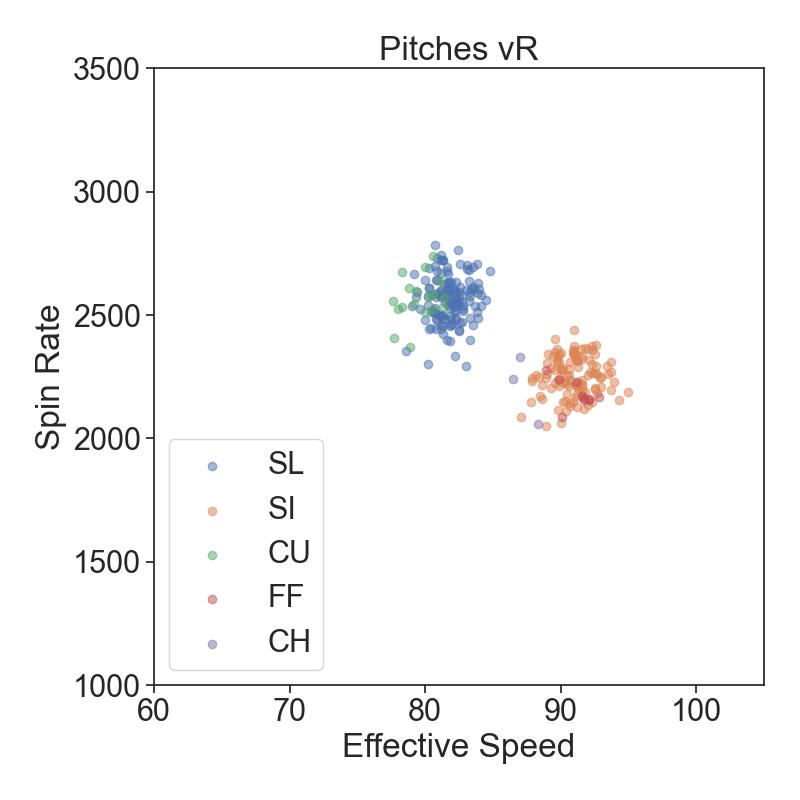 Pitches vR
3500
3000
2500
2000
1500
1000
Spin Rate
SL
SI
CU
FF
CH
60 70 80 90 100
Effective Speed